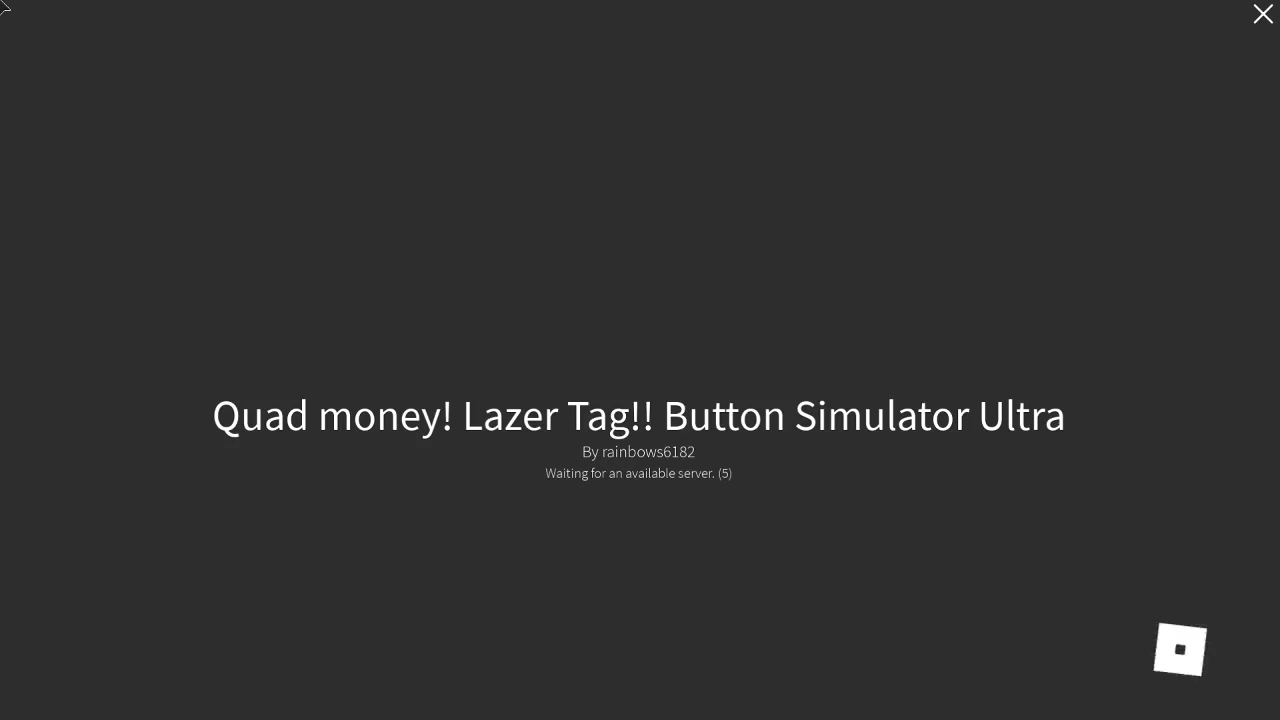 Quad money! Lazer Tag!! Button Simulator Ultra
By rainbows6182
Waiting for an available server. (5)